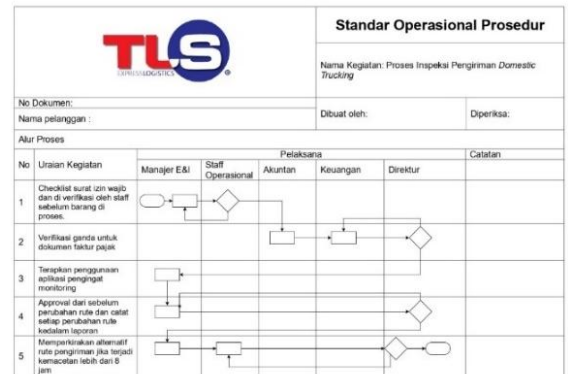 TLS
EXPRESS LOGISTICS
Standar Operasional Prosedur
Nama Kegiatan: Proses Inspeksi Pengiriman Domestic
Trucking
No Dokumen:
Nama pelanggan :
Dibuat oleh:
Diperiksa:
Alur Proses
No
Uraian Kegiatan
Pelaksana
Catatan
Manajer E&I
Staff
Operasional
Akuntan
Keuangan
Direktur
1
Checklist surat izin wajib
dan di verifikasi oleh staff
sebelum barang di
proses.
2
Verifikasi ganda untuk
dokumen faktur pajak
3
Terapkan penggunaan
aplikasi pengingat
monitoring
4
Approval dari sebelum
perubahan rute dan catat
setiap perubahan rute
kedalam laporan
5
Memperkirakan alternatif
rute pengiriman jika terjadi
kemacetan lebih dari 8
jam